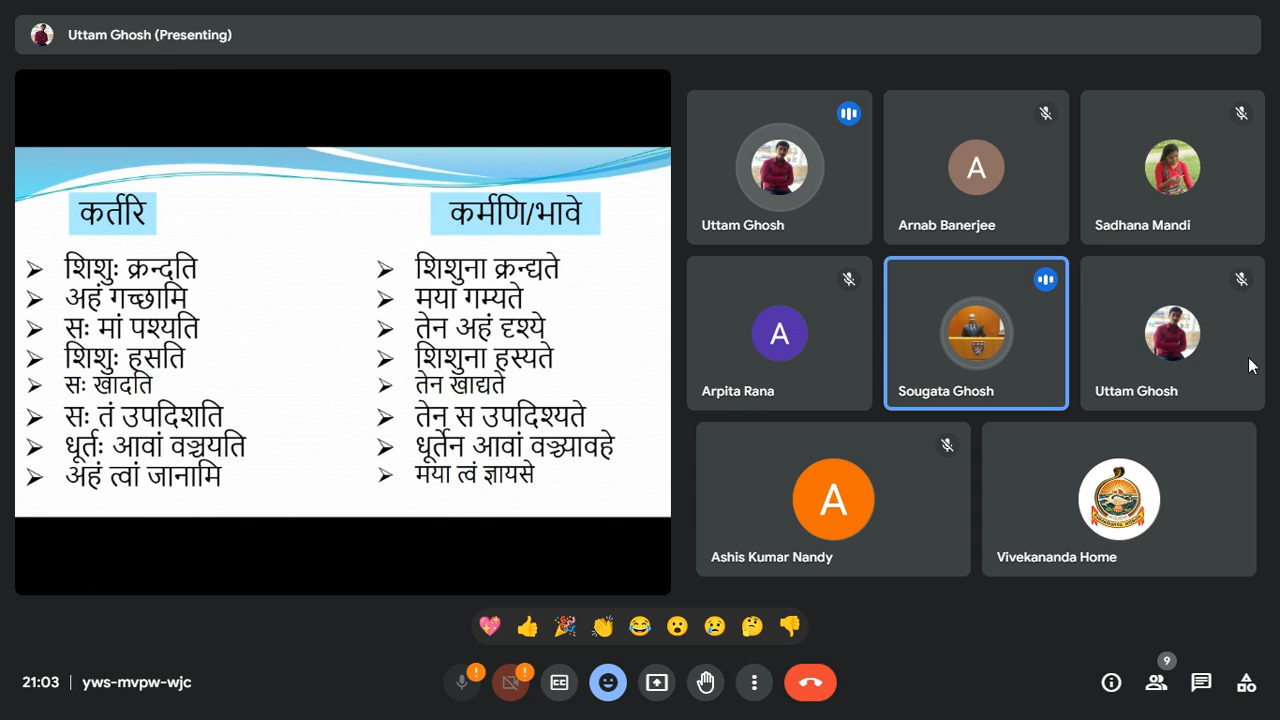 Uttam Ghosh (Presenting)
कर्तरि
कर्मणि/भावे
शिशुः क्रन्दति
शिशुना क्रन्द्यते
अहं गच्छामि
मया गम्यते
सः मां पश्यति
तेन अहं दृश्ये
शिशुः हसति
शिशुना हस्यते
सः खादति
तेन खाद्यते
सः तं उपदिशति
तेन स उपदिश्यते
धूर्तः आवां वञ्चयति
धूर्तेन आवां वञ्च्यावहे
अहं त्वां जानामि
मया त्वं ज्ञायसे
Uttam Ghosh
A
Arnab Banerjee
Sadhana Mandi
A
Arpita Rana
Sougata Ghosh
Uttam Ghosh
A
Ashis Kumar Nandy
Vivekananda Home
21:03 | yws-mvpw-wjc
CC
9